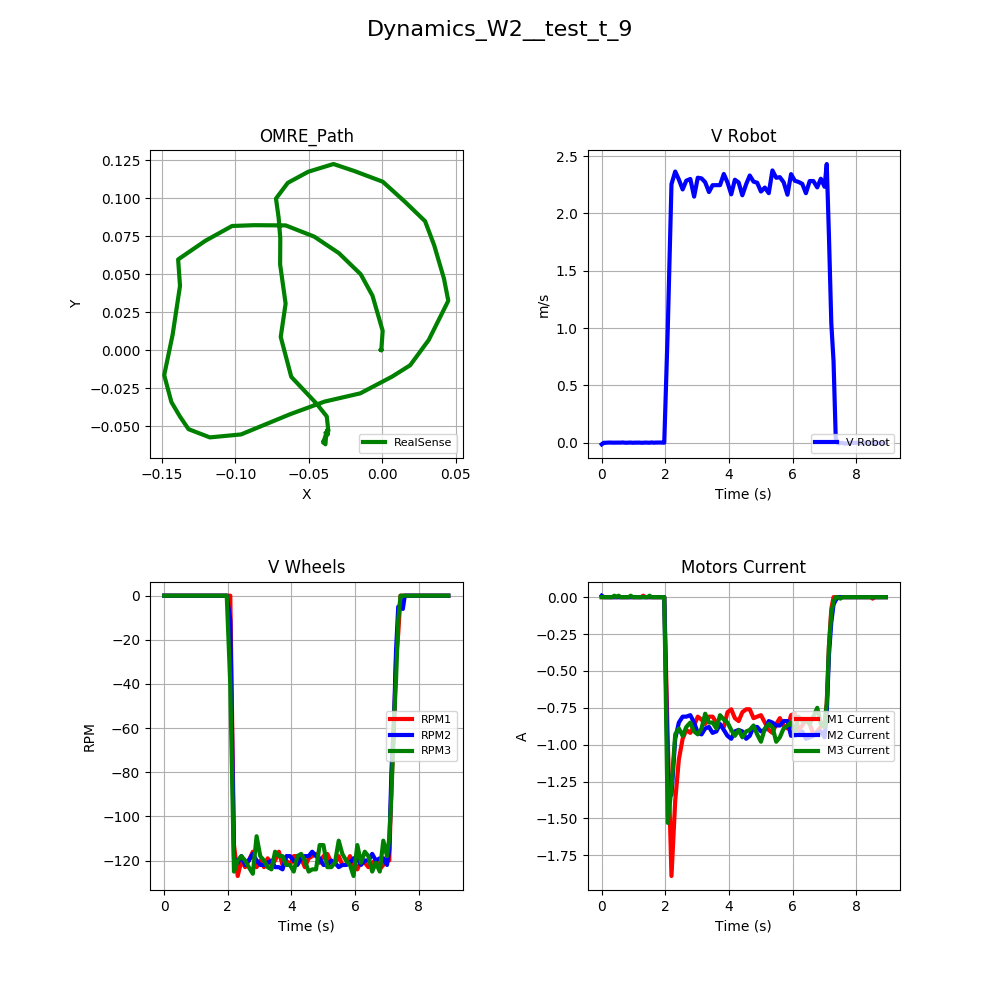 Dynamics_W2__test_t_9
OMRE_Path
0.125
0.100
0.075
0.050
0.025
0.000
−0.025
−0.050
Y
−0.15
−0.10
−0.05
0.00
0.05
X
RealSense
V Robot
2.5
2.0
1.5
1.0
0.5
0.0
m/s
0
2
4
6
8
Time (s)
V Robot
V Wheels
0
−20
−40
−60
−80
−100
−120
RPM
0
2
4
6
8
Time (s)
RPM1
RPM2
RPM3
Motors Current
0.00
−0.25
−0.50
−0.75
−1.00
−1.25
−1.50
−1.75
A
0
2
4
6
8
Time (s)
M1 Current
M2 Current
M3 Current